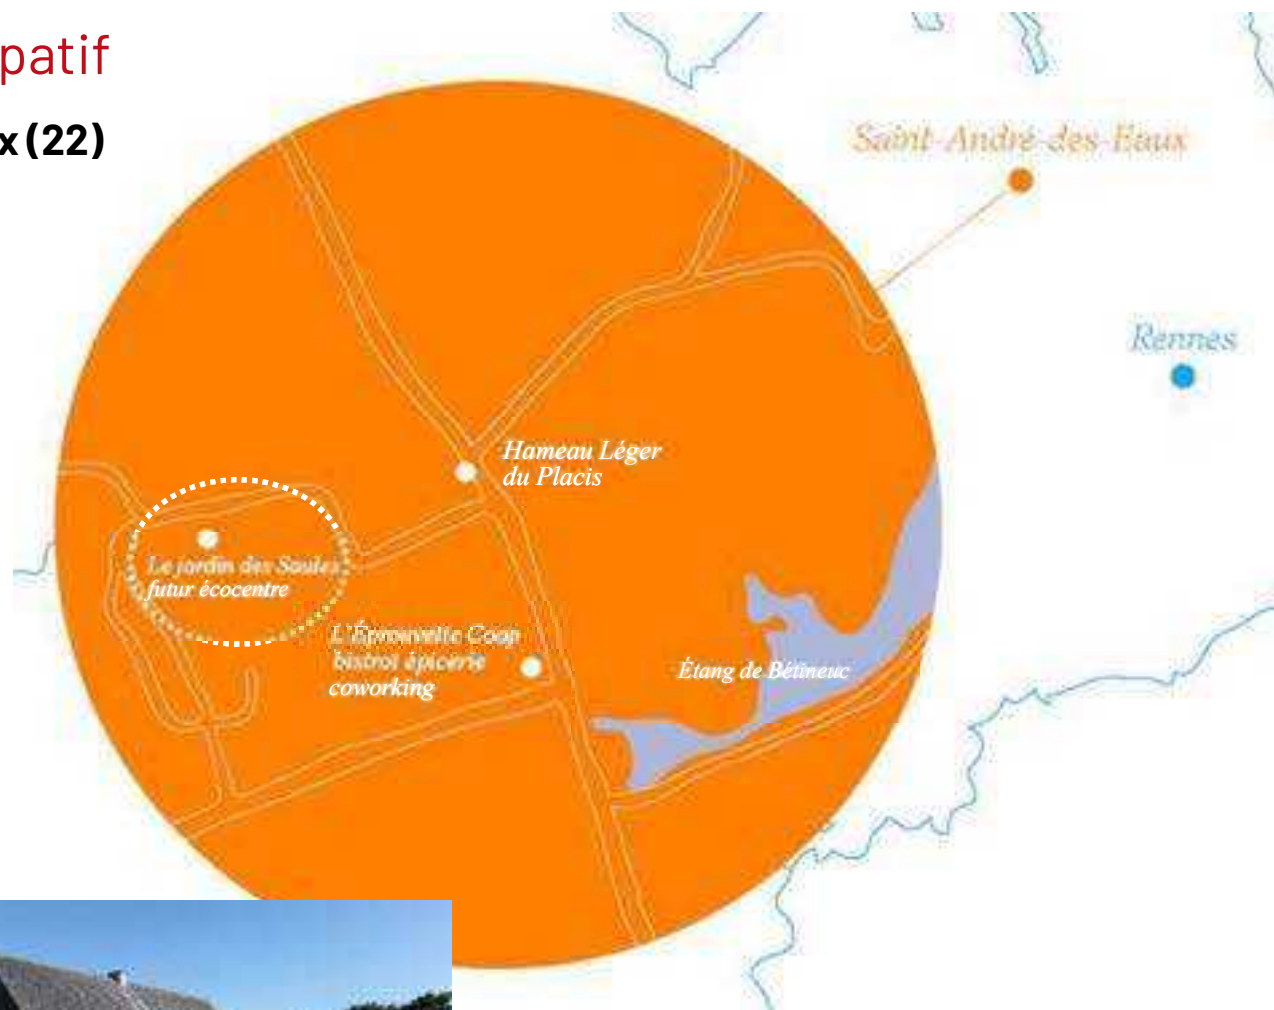 patif
x (22)
Saint-André-des-Eaux
Rennes
Hameau Léger
du Placis
Le jardin des Saules
futur écocentre
L'Éprouvette Coop
bistrot épicerie
coworking
Étang de Bétineuc